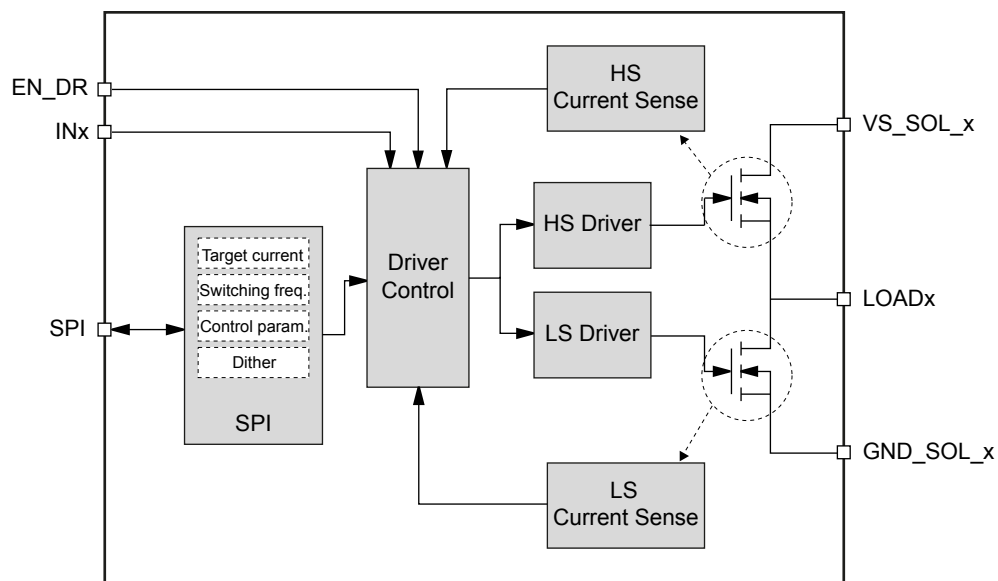 HS
Current Sense
EN_DR
INx
VS_SOL_x
HS Driver
Target current
Switching freq.
Control param.
Dither
SPI
Driver
Control
LS Driver
LOADx
SPI
GND_SOL_x
LS
Current Sense